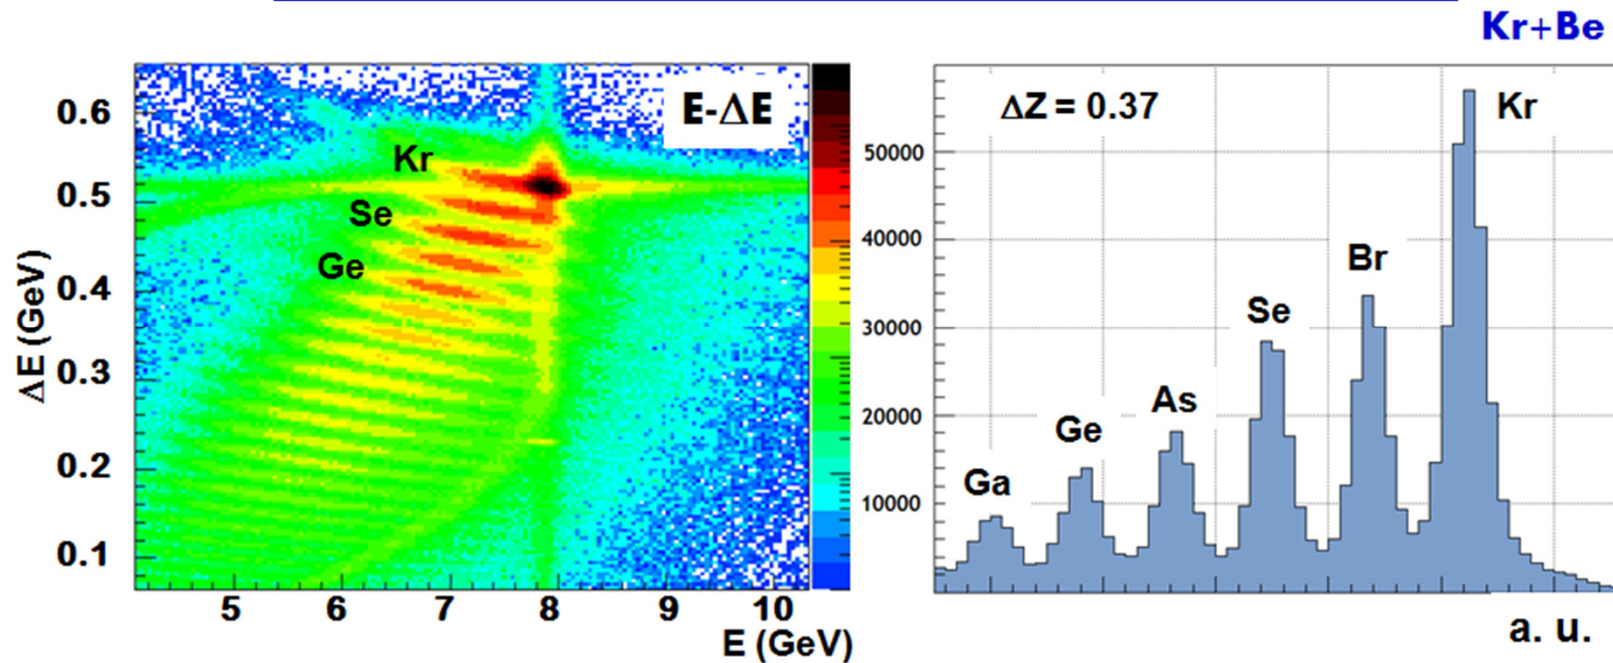 Kr+Be
E-ΔE
Kr
Se
Ge
0.6
0.5
0.4
0.3
0.2
0.1
ΔE (GeV)
5 6 7 8 9 10
E (GeV)
ΔZ = 0.37
Kr
Br
Se
As
Ge
Ga
50000
40000
30000
20000
10000
a. u.